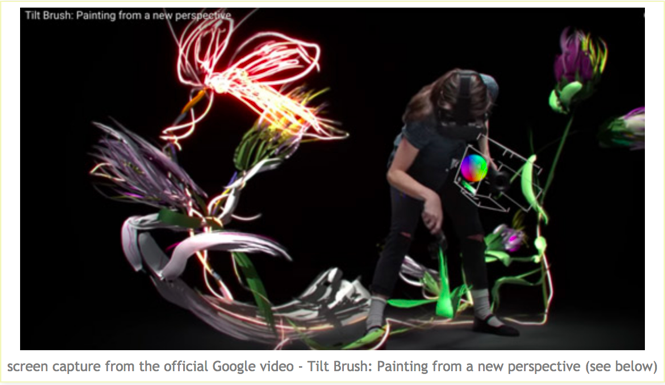 Tilt Brush: Painting from a new perspective
screen capture from the official Google video - Tilt Brush: Painting from a new perspective (see below)